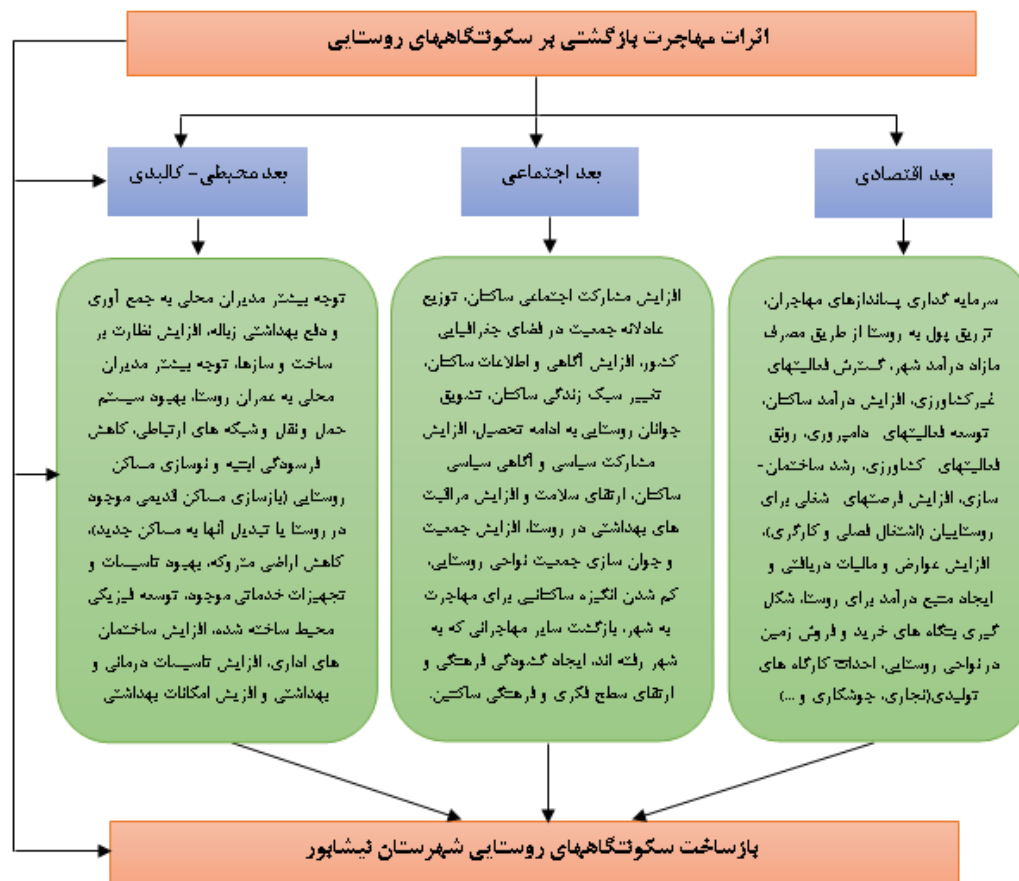 اثرات مهاجرت بازگشتی بر سکونتگاههای روستایی
بعد اقتصادی
بعد اجتماعی
بعد محیطی- کالبدی
سرمایه گذاری پساندازهای مهاجران،
تزریق پول به روستا از طریق مصرف
مازاد درآمد شهر، گسترش فعالیتهای
غیرکشاورزی، افزایش درآمد ساکنان،
توسعه فعالیتهای دامپروری، رونق
فعالیتهای کشاورزی، رشد ساختمان-
سازی، افزایش فرصتهای شغلی برای
روستاییان (اشتغال فصلی و کارگری)،
افزایش عوارض و مالیات دریافتی و
ایجاد منبع درآمد برای روستا، شکل
گیری بنگاه های خرید و فروش زمین
در نواحی روستایی، احداث کارگاه های
تولیدی(نجاری، جوشکاری و ...)
افزایش مشارکت اجتماعی ساکنان، توزیع
عادلانه جمعیت در فضای جغرافیایی
کشور، افزایش آگاهی و اطلاعات ساکنان،
تغییر سبک زندگی ساکنان، تشویق
جوانان روستایی به ادامه تحصیل، افزایش
مشارکت سیاسی و آگاهی سیاسی
ساکنان، ارتقای سلامت و افزایش مراقبت
های بهداشتی در روستا، افزایش جمعیت
و جوان سازی جمعیت نواحی روستایی،
کم شدن انگیزه ساکنانیی برای مهاجرت
به شهر، بازگشت سایر مهاجرانی که به
شهر رفته اند، ایجاد گشودگی فرهنگی و
ارتقای سطح فکری و فرهنگی ساکنین.
توجه بیشتر مدیران محلی به جمع آوری
و دفع بهداشتی زباله، افزایش نظارت بر
ساخت و سازها، توجه بیشتر مدیران
محلی به عمران روستا، بهبود سیستم
حمل و نقل و شبکه های ارتباطی، کاهش
فرسودگی ابنیه و نوسازی مساکن
روستایی (بازسازی مساکن قدیمی موجود
در روستا یا تبدیل آنها به مساکن جدید)،
کاهش اراضی متروکه، بهبود تاسیسات و
تجهیزات خدماتی موجود، توسعه فیزیکی
محیط ساخته شده، افزایش ساختمان
های اداری، افزایش تاسیسات درمانی و
بهداشتی و افزیش امکانات بهداشتی
بازساخت سکونتگاههای روستایی شهرستان نیشابور